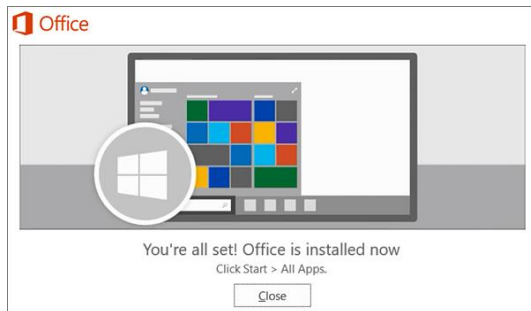 Office
You're all set! Office is installed now
Click Start > All Apps.
Close